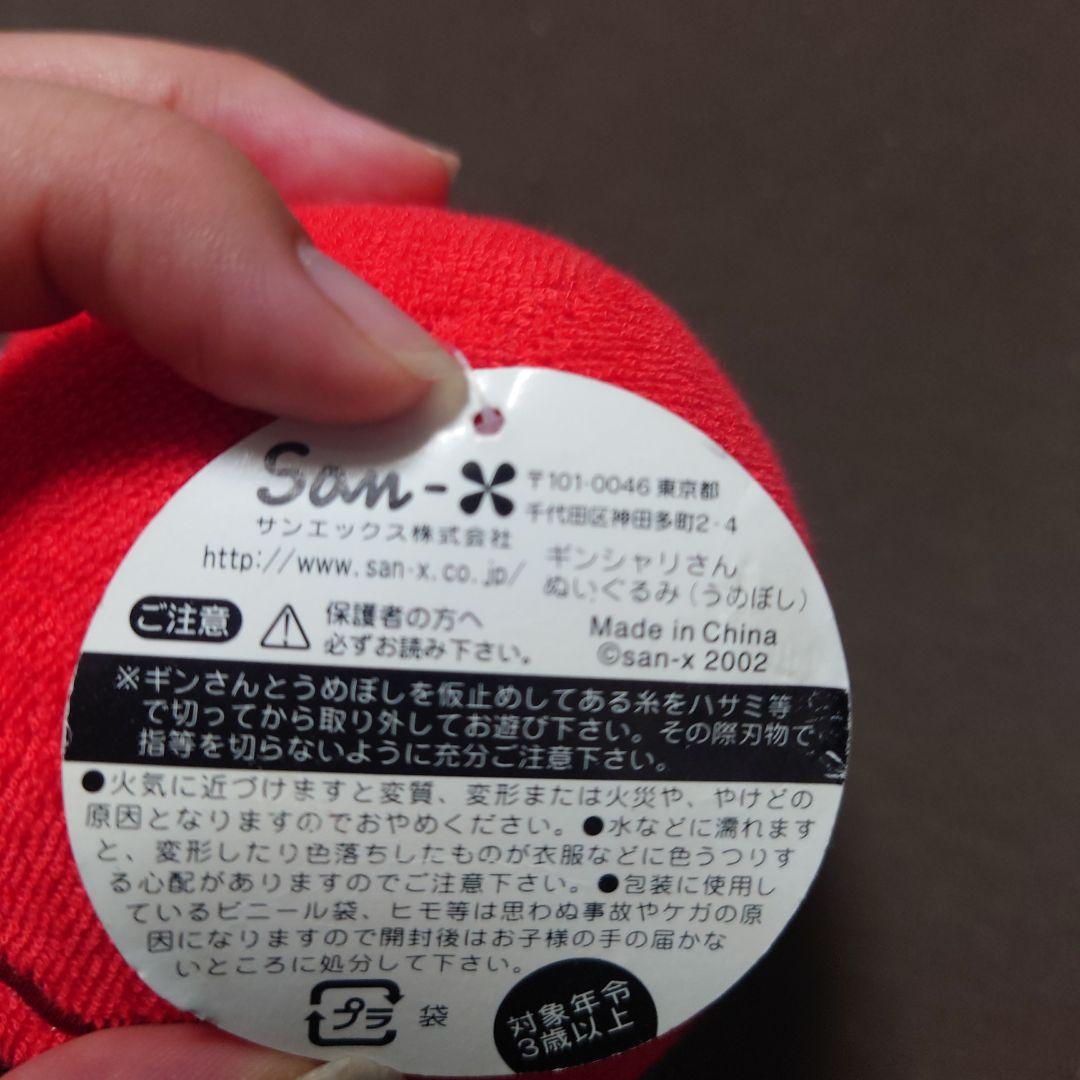 San-X
〒101-0046 東京都
千代田区神田多町2-4
サンエックス株式会社
http://www.san-x.co.jp/
ギンシャリさん
ぬいぐるみ(うめぼし)
ご注意
保護者の方へ
必ずお読み下さい。
Made in China
©san-x 2002
※ギンさんとうめぼしを仮止めしてある糸をハサミ等
で切ってから取り外してお遊び下さい。その際刃物で
指等を切らないように充分ご注意下さい。
●火気に近づけますと変質、変形または火災や、やけどの
原因となりますのでおやめください。●水などに濡れます
と、変形したり色落ちしたものが衣服などに色うつりす
る心配がありますのでご注意下さい。●包装に使用し
ているビニール袋、ヒモ等は思わぬ事故やケガの原
因になりますので開封後はお子様の手の届かな
いところに処分して下さい。
プラ 袋
対象年令
3歳以上